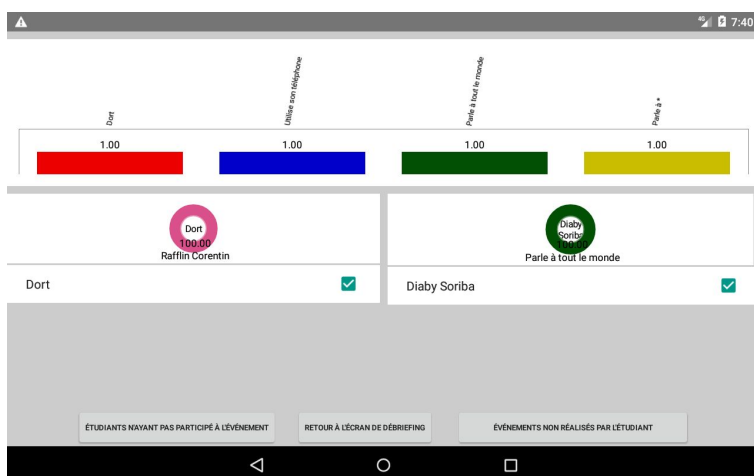 4G 7:40
Dort
Utilise son téléphone
Parle à tout le monde
Parle à *
1.00 1.00 1.00 1.00
Dort
100.00
Rafflin Corentin
Diaby
Soriba
100.00
Parle à tout le monde
Dort
Diaby Soriba
ÉTUDIANTS N'AYANT PAS PARTICIPÉ À L'ÉVÉNEMENT
RETOUR À L'ÉCRAN DE DÉBRIEFING
ÉVÉNEMENTS NON RÉALISÉS PAR L'ÉTUDIANT